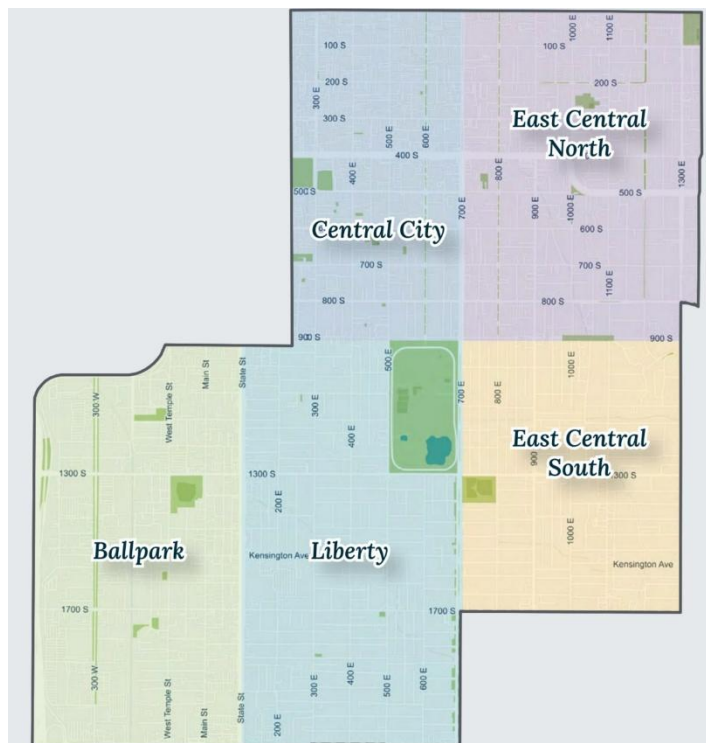 1000 E
1100 E
100 S
100 S
200 S
200 S
300 E
300 S
East Central
North
500 E
600 E
400 S
400 E
800 E
1300 E
500 S
500 S
700 E
900 E
1000 E
Central City
600 S
700 S
700 S
1100 E
800 S
800 S
900 S
900 S
500 E
Main St
State St
West Temple St
300 W
300 E
400 E
700 E
800 E
1000 E
East Central
South
900 E
1300 S
1300 S
300 S
200 E
1000 E
Ballpark
Kensington Ave
Liberty
Kensington Ave
1700 S
1700 S
300 W
West Temple St
Main St
State St
200 E
300 E
400 E
500 E
600 E